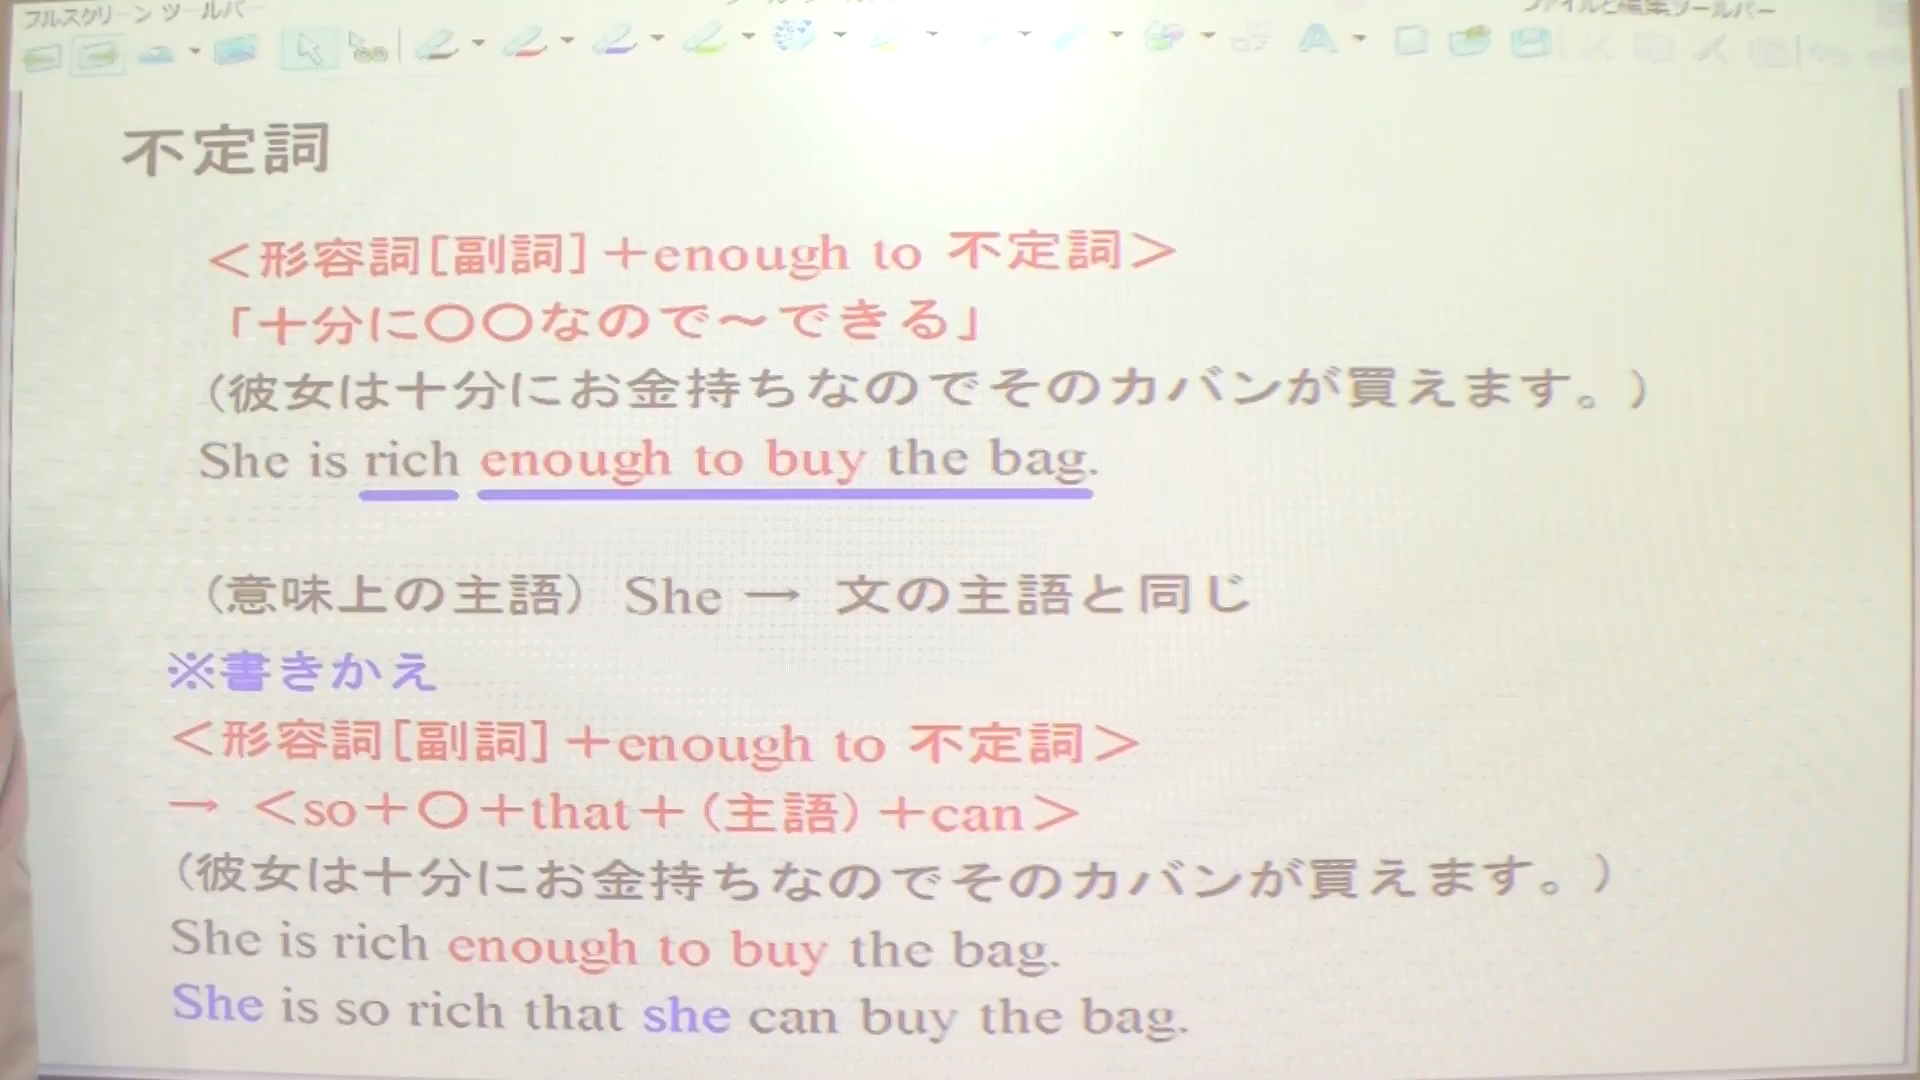 フルスクリーン ツールバー
不定詞
＜形容詞[副詞]＋enough to 不定詞＞
「十分に〇〇なので～できる」
(彼女は十分にお金持ちなのでそのカバンが買えます。)
She is rich enough to buy the bag.
(意味上の主語) She → 文の主語と同じ
※書きかえ
＜形容詞[副詞]＋enough to 不定詞＞
→ ＜so＋〇＋that＋(主語)＋can＞
(彼女は十分にお金持ちなのでそのカバンが買えます。)
She is rich enough to buy the bag.
She is so rich that she can buy the bag.